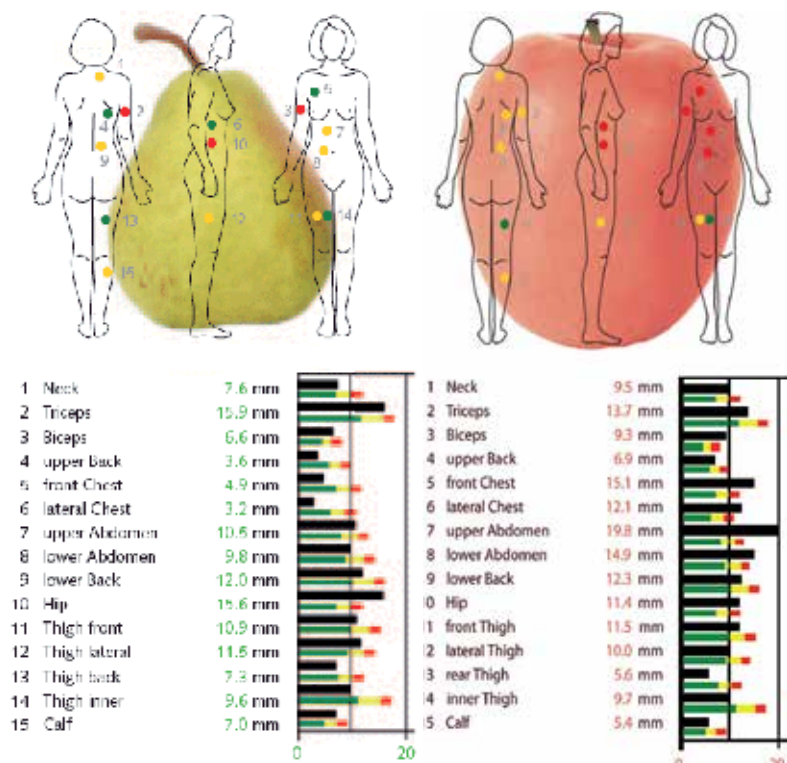 1
2
3
4
5
6
7
8
9
10
12
13
14
15
1 Neck 7.6 mm
2 Triceps 15.9 mm
3 Biceps 6.6 mm
4 upper Back 3.6 mm
5 front Chest 4.9 mm
6 lateral Chest 3.2 mm
7 upper Abdomen 10.5 mm
8 lower Abdomen 9.8 mm
9 lower Back 12.0 mm
10 Hip 15.6 mm
11 Thigh front 10.9 mm
12 Thigh lateral 11.5 mm
13 Thigh back 7.3 mm
14 Thigh inner 9.6 mm
15 Calf 7.0 mm
0 20
1 Neck 9.5 mm
2 Triceps 13.7 mm
3 Biceps 9.3 mm
4 upper Back 6.9 mm
5 front Chest 15.1 mm
6 lateral Chest 12.1 mm
7 upper Abdomen 19.8 mm
8 lower Abdomen 14.9 mm
9 lower Back 12.3 mm
10 Hip 11.4 mm
11 front Thigh 11.5 mm
12 lateral Thigh 10.0 mm
13 rear Thigh 5.6 mm
14 inner Thigh 9.7 mm
15 Calf 5.4 mm
0 20